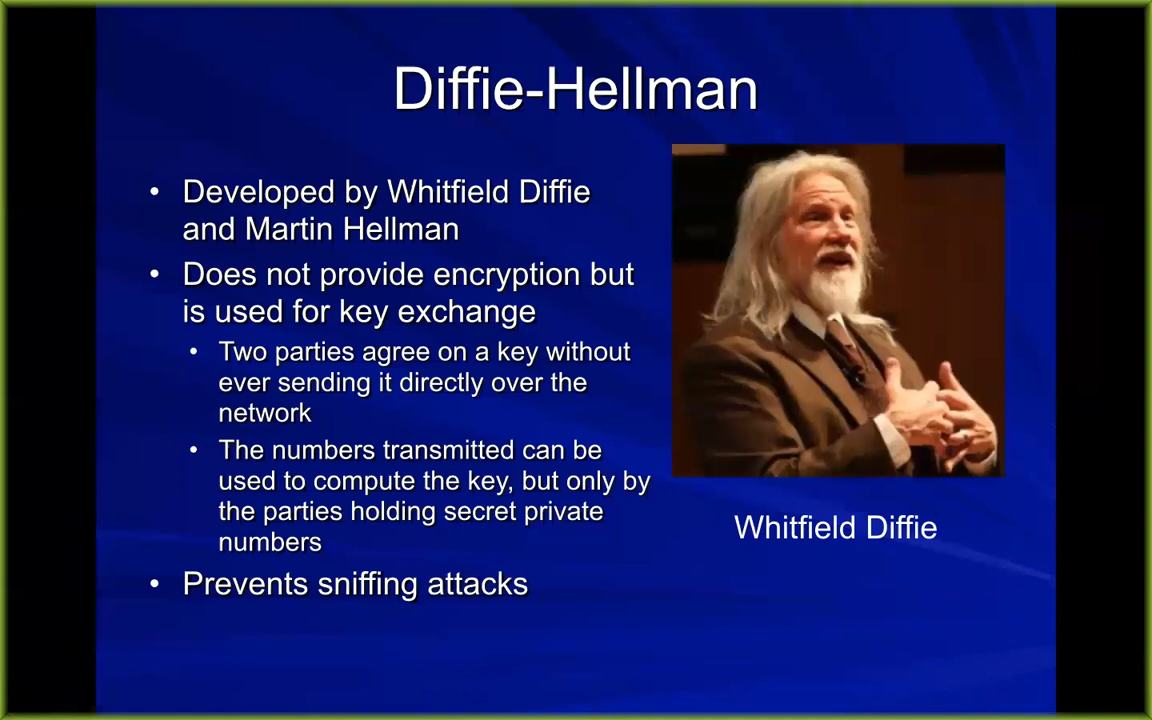 Diffie-Hellman
• Developed by Whitfield Diffie
and Martin Hellman
• Does not provide encryption but
is used for key exchange
• Two parties agree on a key without
ever sending it directly over the
network
• The numbers transmitted can be
used to compute the key, but only by
the parties holding secret private
numbers
• Prevents sniffing attacks
Whitfield Diffie